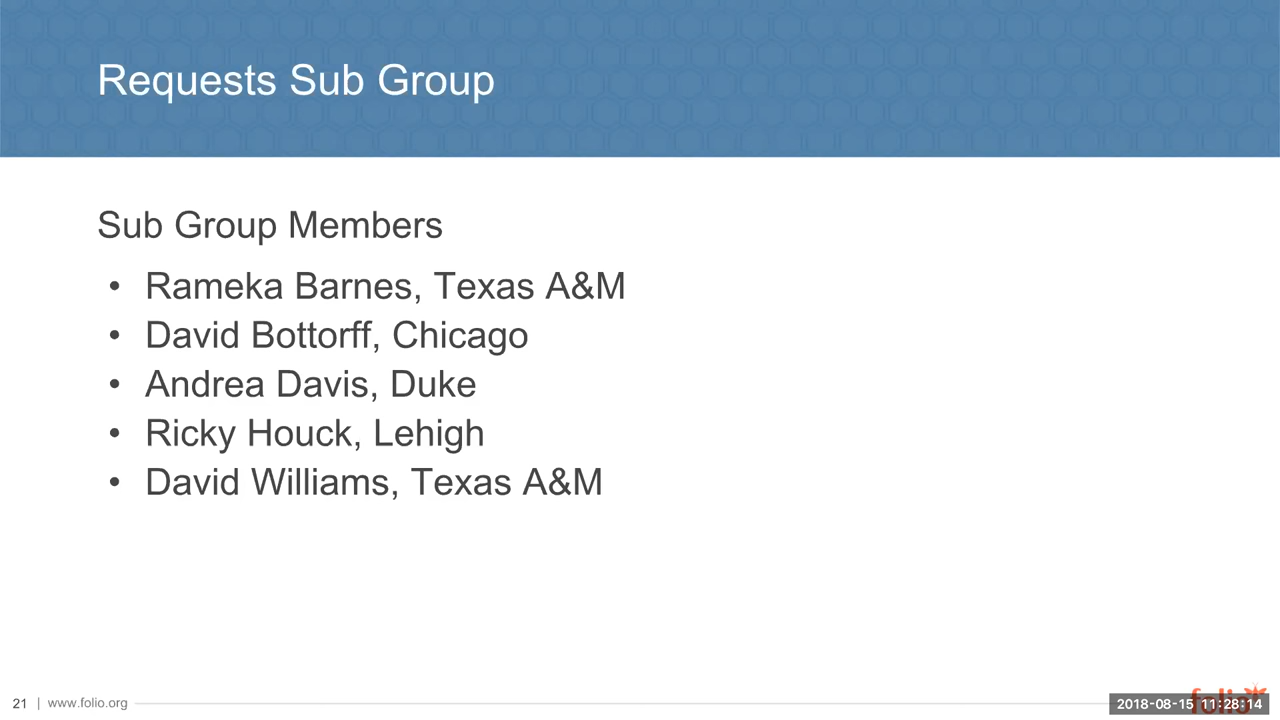 Requests Sub Group
Sub Group Members
• Rameka Barnes, Texas A&M
• David Bottorff, Chicago
• Andrea Davis, Duke
• Ricky Houck, Lehigh
• David Williams, Texas A&M
21 | www.folio.org
folio
2018-08-15 11:28:14